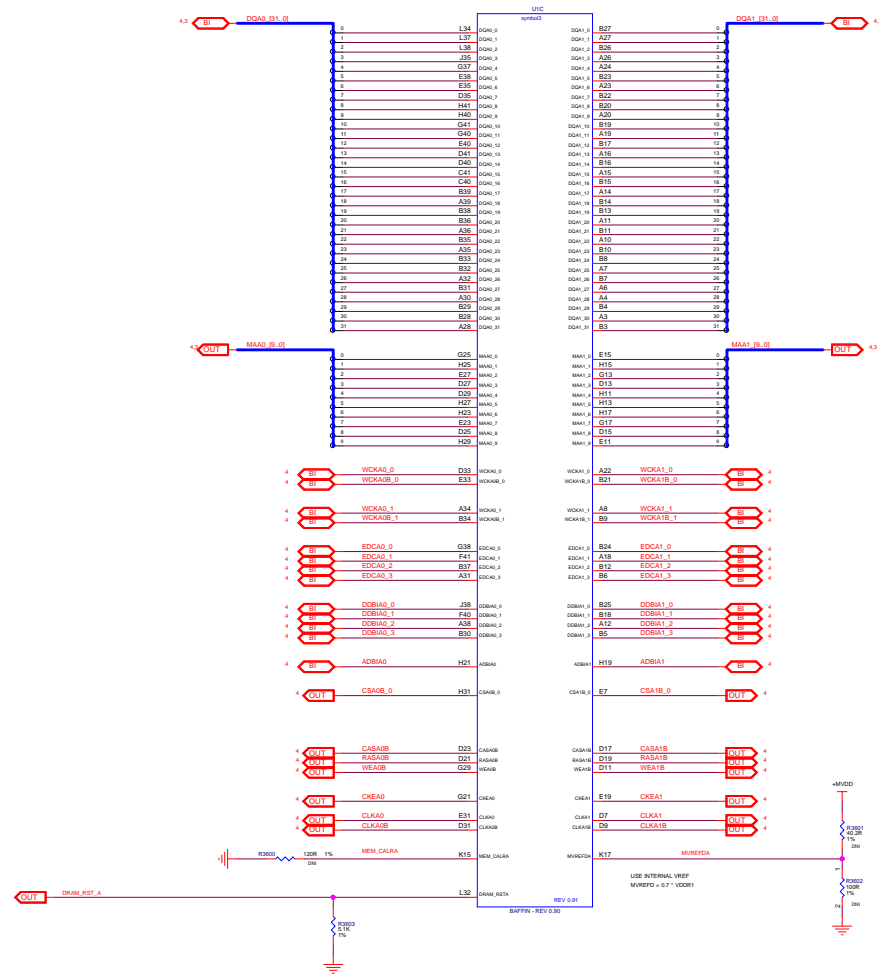 U1C
symbol3
4,3 BI DQA0_[31..0] DQA1_[31..0] BI 4,
0 L34 DQA0_0 DQA1_0 B27 0
1 L37 DQA0_1 DQA1_1 A27 1
2 L38 DQA0_2 DQA1_2 B26 2
3 J35 DQA0_3 DQA1_3 A26 3
4 G37 DQA0_4 DQA1_4 A24 4
5 E38 DQA0_5 DQA1_5 B23 5
6 E35 DQA0_6 DQA1_6 A23 6
7 D35 DQA0_7 DQA1_7 B22 7
8 H41 DQA0_8 DQA1_8 B20 8
9 H40 DQA0_9 DQA1_9 A20 9
10 G41 DQA0_10 DQA1_10 B19 10
11 G40 DQA0_11 DQA1_11 A19 11
12 E40 DQA0_12 DQA1_12 B17 12
13 D41 DQA0_13 DQA1_13 A16 13
14 D40 DQA0_14 DQA1_14 B16 14
15 C41 DQA0_15 DQA1_15 A15 15
16 C40 DQA0_16 DQA1_16 B15 16
17 B39 DQA0_17 DQA1_17 A14 17
18 A39 DQA0_18 DQA1_18 B14 18
19 B38 DQA0_19 DQA1_19 B13 19
20 B36 DQA0_20 DQA1_20 A11 20
21 A36 DQA0_21 DQA1_21 B11 21
22 B35 DQA0_22 DQA1_22 A10 22
23 A35 DQA0_23 DQA1_23 B10 23
24 B33 DQA0_24 DQA1_24 B8 24
25 B32 DQA0_25 DQA1_25 A7 25
26 A32 DQA0_26 DQA1_26 B7 26
27 B31 DQA0_27 DQA1_27 A6 27
28 A30 DQA0_28 DQA1_28 A4 28
29 B29 DQA0_29 DQA1_29 B4 29
30 B28 DQA0_30 DQA1_30 A3 30
31 A28 DQA0_31 DQA1_31 B3 31
4,3 OUT MAA0_[9..0] MAA1_[9..0] OUT 4,3
0 G25 MAA0_0 MAA1_0 E15 0
1 H25 MAA0_1 MAA1_1 H15 1
2 E27 MAA0_2 MAA1_2 G13 2
3 D27 MAA0_3 MAA1_3 D13 3
4 D29 MAA0_4 MAA1_4 H11 4
5 H27 MAA0_5 MAA1_5 H13 5
6 H23 MAA0_6 MAA1_6 H17 6
7 E23 MAA0_7 MAA1_7 G17 7
8 D25 MAA0_8 MAA1_8 D15 8
9 H29 MAA0_9 MAA1_9 E11 9
4 BI WCKA0_0 D33 WCKA0_0 WCKA1_0 A22 WCKA1_0 BI 4
4 BI WCKA0B_0 E33 WCKA0B_0 WCKA1B_0 B21 WCKA1B_0 BI 4
4 BI WCKA0_1 A34 WCKA0_1 WCKA1_1 A8 WCKA1_1 BI 4
4 BI WCKA0B_1 B34 WCKA0B_1 WCKA1B_1 B9 WCKA1B_1 BI 4
4 BI EDCA0_0 G38 EDCA0_0 EDCA1_0 B24 EDCA1_0 BI 4
4 BI EDCA0_1 F41 EDCA0_1 EDCA1_1 A18 EDCA1_1 BI 4
4 BI EDCA0_2 B37 EDCA0_2 EDCA1_2 B12 EDCA1_2 BI 4
4 BI EDCA0_3 A31 EDCA0_3 EDCA1_3 B6 EDCA1_3 BI 4
4 BI DDBIA0_0 J38 DDBIA0_0 DDBIA1_0 B25 DDBIA1_0 BI 4
4 BI DDBIA0_1 F40 DDBIA0_1 DDBIA1_1 B18 DDBIA1_1 BI 4
4 BI DDBIA0_2 A38 DDBIA0_2 DDBIA1_2 A12 DDBIA1_2 BI 4
4 BI DDBIA0_3 B30 DDBIA0_3 DDBIA1_3 B5 DDBIA1_3 BI 4
4 BI ADBIA0 H21 ADBIA0 ADBIA1 H19 ADBIA1 BI 4
4 OUT CSA0B_0 H31 CSA0B_0 CSA1B_0 E7 CSA1B_0 OUT 4
4 OUT CASA0B D23 CASA0B CASA1B D17 CASA1B OUT 4
4 OUT RASA0B D21 RASA0B RASA1B D19 RASA1B OUT 4
4 OUT WEA0B G29 WEA0B WEA1B D11 WEA1B OUT 4
+MVDD
4 OUT CKEA0 G21 CKEA0 CKEA1 E19 CKEA1 OUT 4
4 OUT CLKA0 E31 CLKA0 CLKA1 D7 CLKA1 OUT 4
4 OUT CLKA0B D31 CLKA0B CLKA1B D9 CLKA1B OUT 4
R3601
40.2R
1%
DNI
R3600 120R 1% MEM_CALRA K15 MEM_CALRA MVREFDA K17 MVREFDA
DNI
USE INTERNAL VREF
MVREFD = 0.7 * VDDR1
1
R3602
100R
1%
2 DNI
OUT DRAM_RST_A L32 DRAM_RSTA
REV 0.91
BAFFIN - REV 0.90
R3603
5.1K
1%